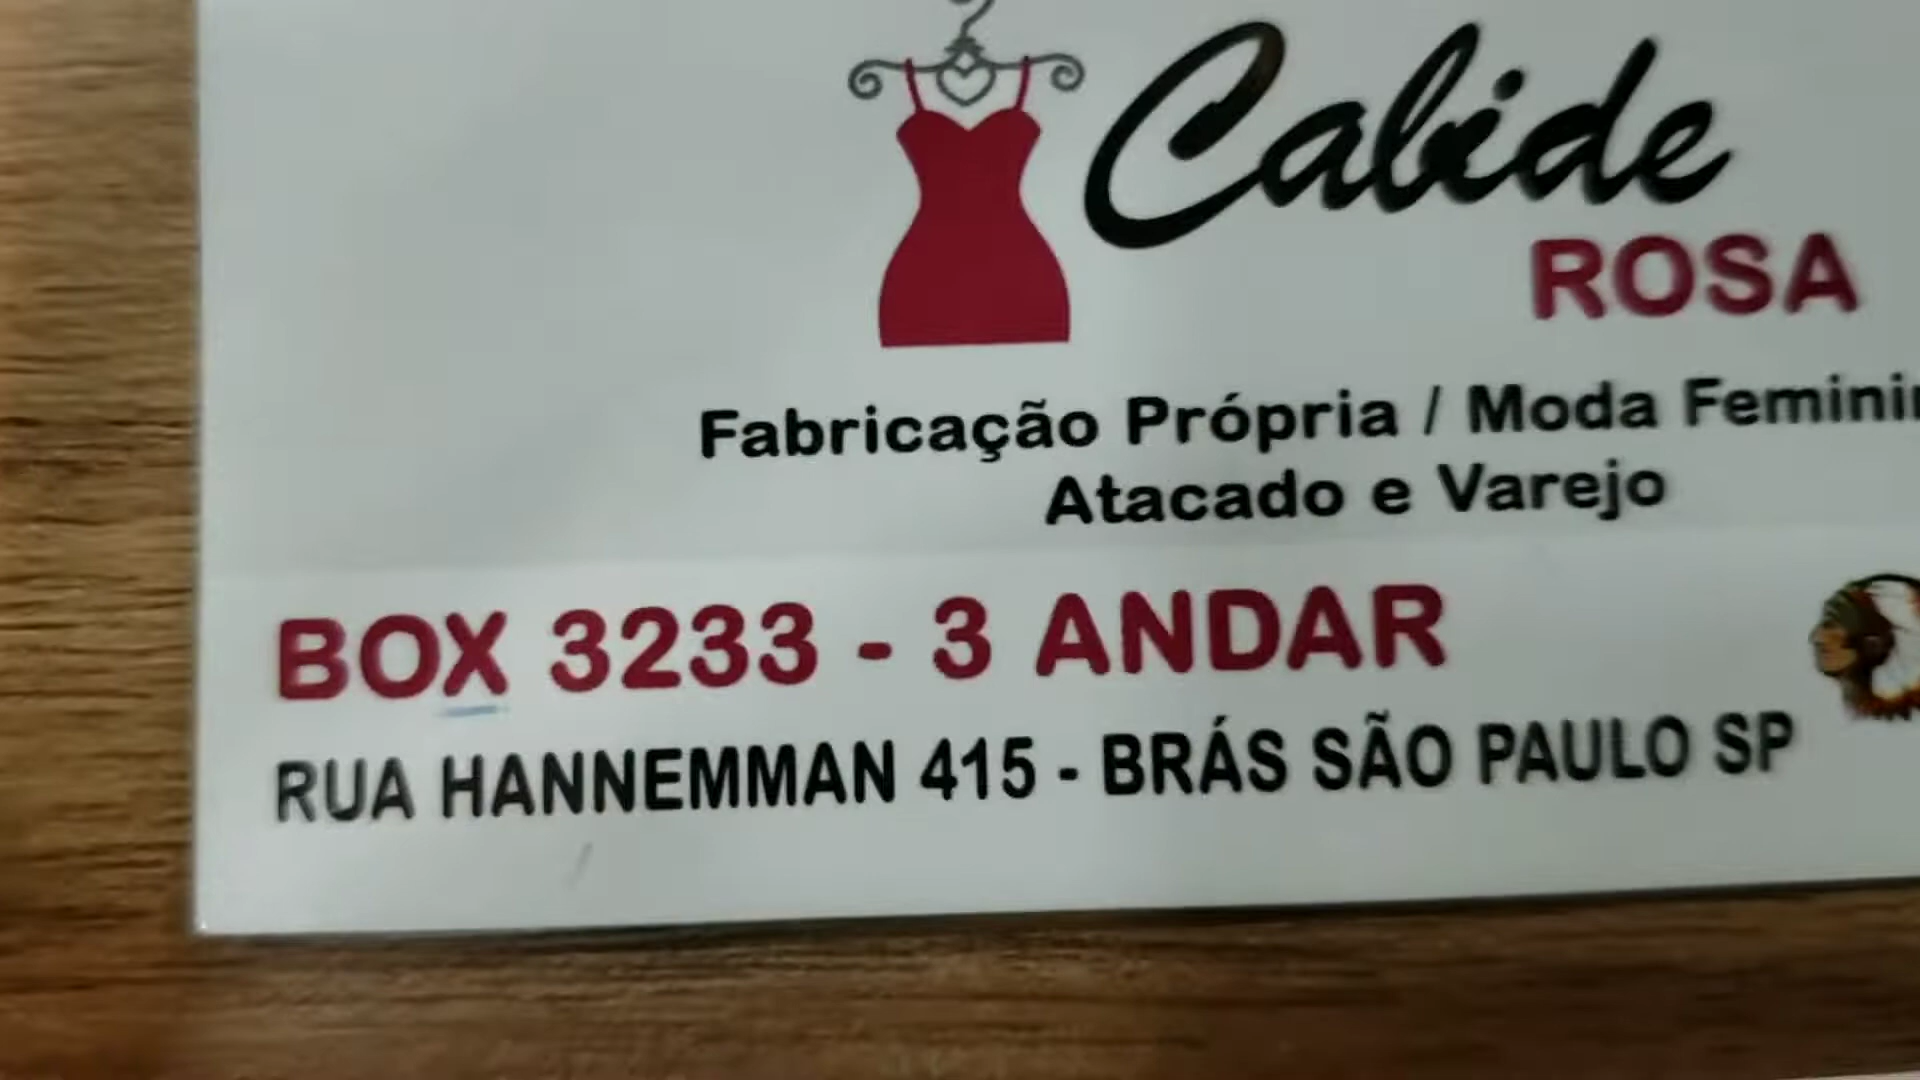 Cabide
ROSA
Fabricação Própria / Moda Feminin
Atacado e Varejo
BOX 3233 - 3 ANDAR
RUA HANNEMMAN 415 - BRÁS SÃO PAULO SP